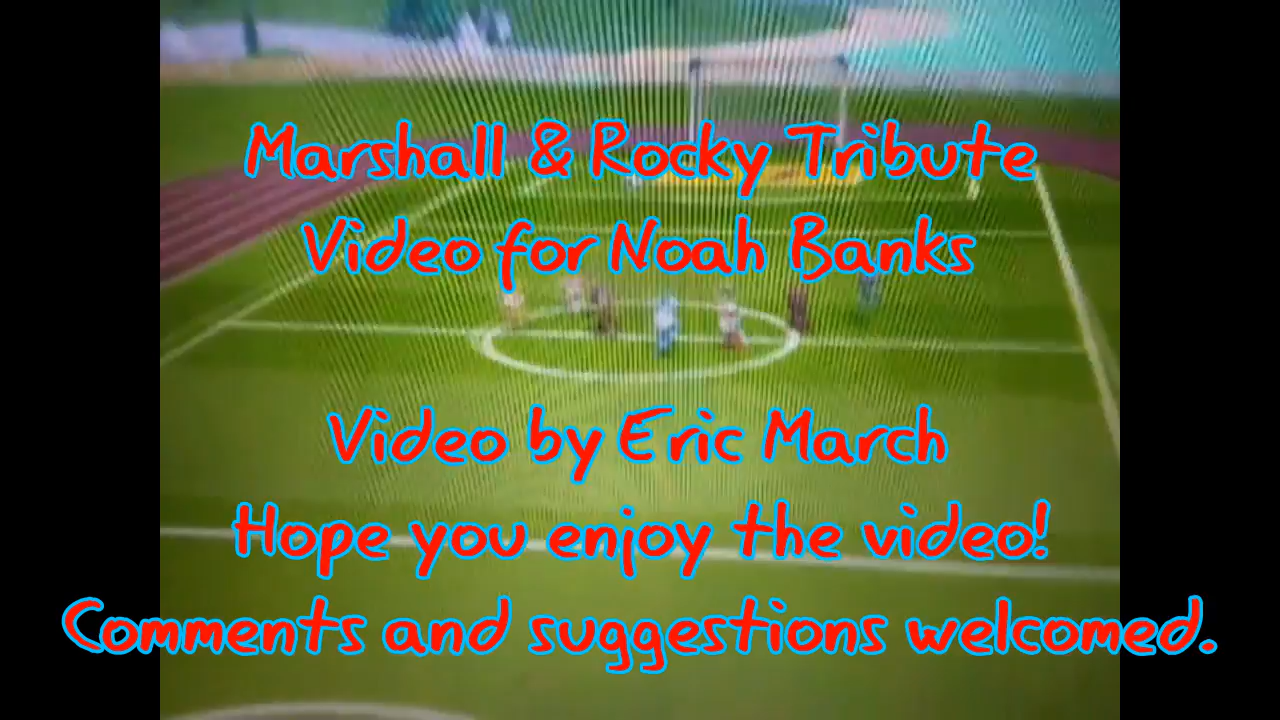 Marshall & Rocky Tribute
Video for Noah Banks
Video by Eric March
Hope you enjoy the video!
Comments and suggestions welcomed.